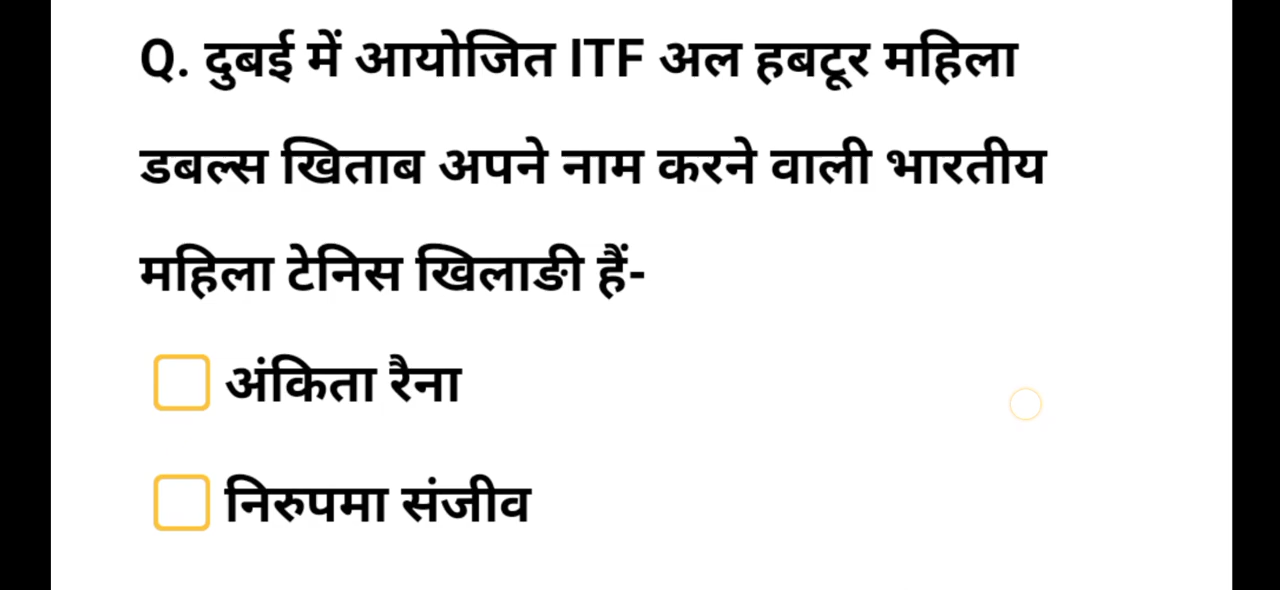 Q. दुबई में आयोजित ITF अल हबटूर महिला
डबल्स खिताब अपने नाम करने वाली भारतीय
महिला टेनिस खिलाङी हैं-
अंकिता रैना
निरुपमा संजीव